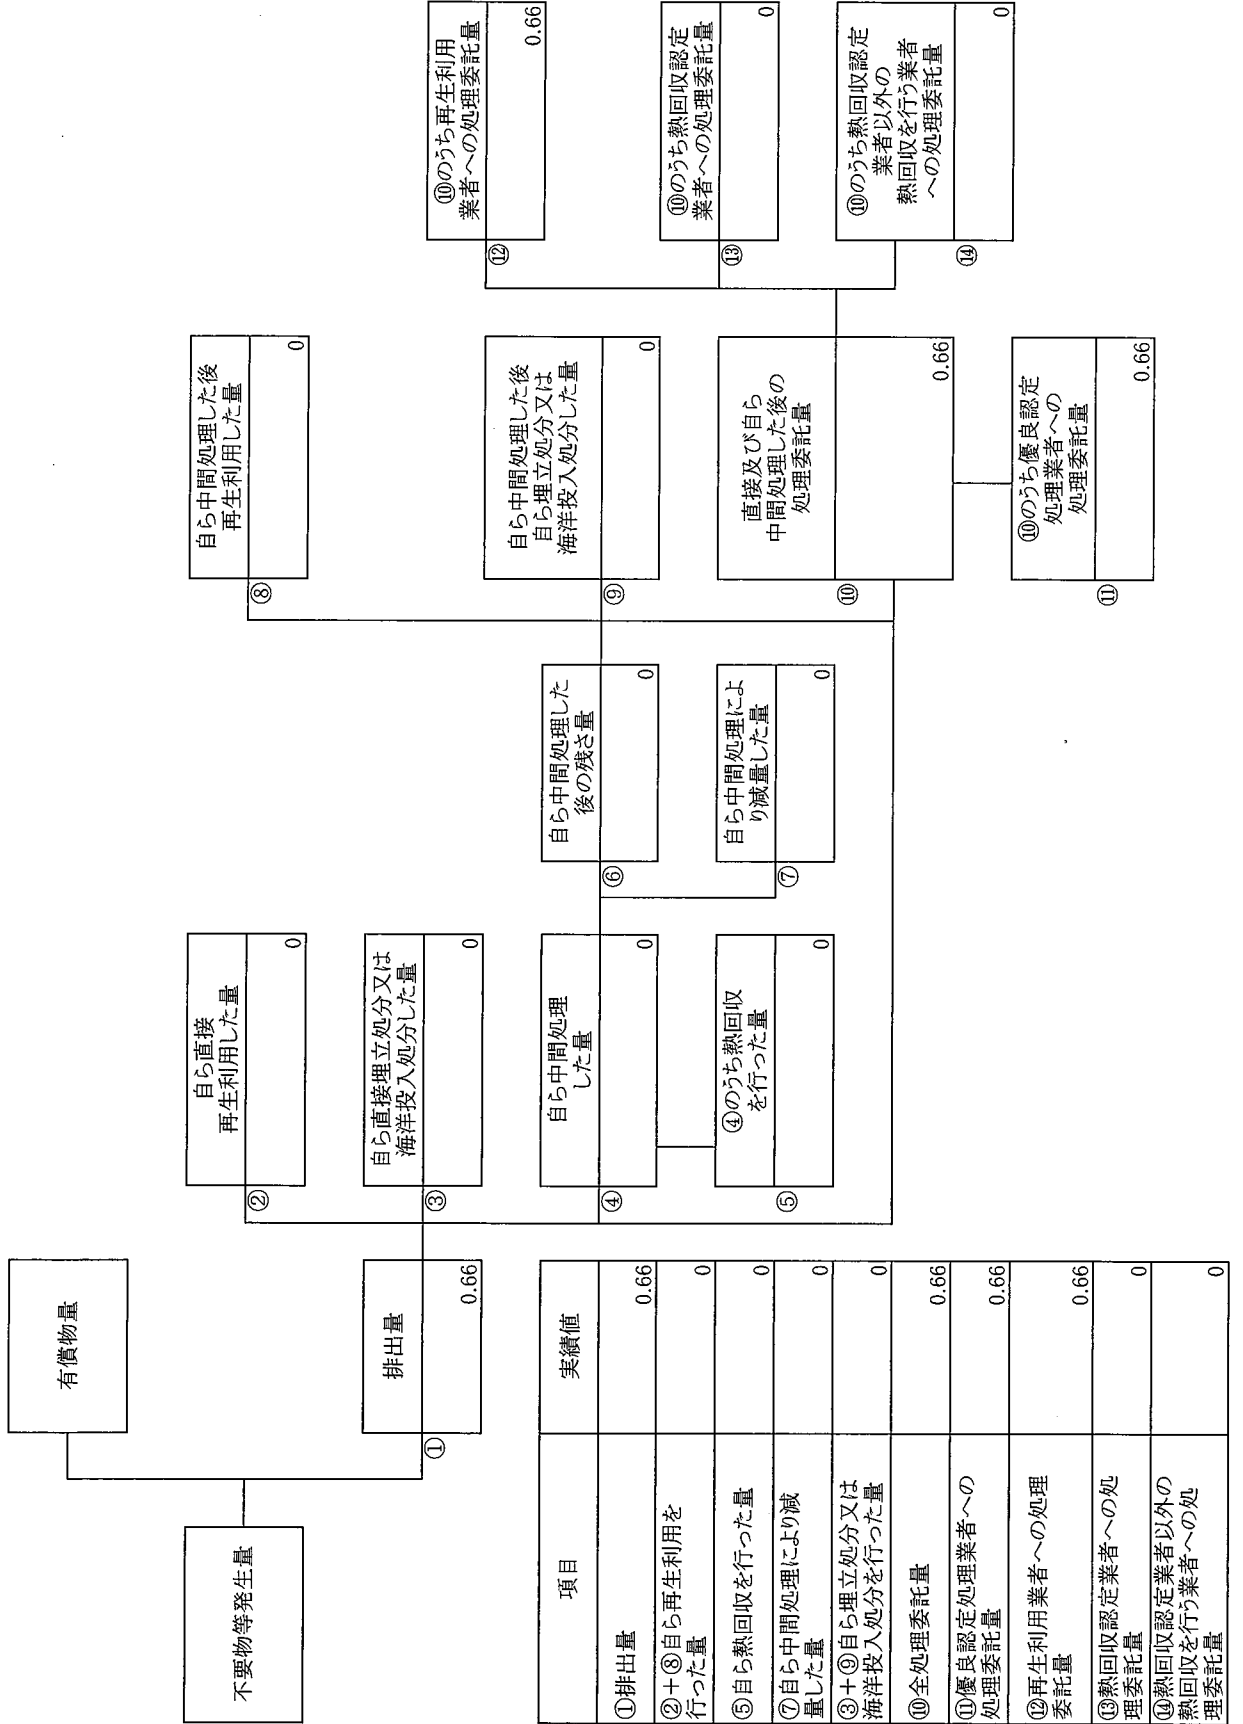 不要物等発生量
有償物量
①
排出量
0.66
②
自ら直接
再生利用した量
0
③
自ら直接埋立処分又は
海洋投入処分した量
0
④
自ら中間処理
した量
0
⑤
④のうち熱回収
を行った量
0
⑥
自ら中間処理した
後の残さ量
0
⑦
自ら中間処理によ
り減量した量
0
⑧
自ら中間処理した後
再生利用した量
0
⑨
自ら中間処理した後
自ら埋立処分又は
海洋投入処分した量
0
⑩
直接及び自ら
中間処理した後の
処理委託量
0.66
⑪
⑩のうち優良認定
処理業者への
処理委託量
0.66
⑫
⑩のうち再生利用
業者への処理委託量
0.66
⑬
⑩のうち熱回収認定
業者への処理委託量
0
⑭
⑩のうち熱回収認定
業者以外の
熱回収を行う業者
への処理委託量
0
項目 実績値
①排出量 0.66
②+⑧自ら再生利用を
行った量 0
⑤自ら熱回収を行った量 0
⑦自ら中間処理により減
量した量 0
③+⑨自ら埋立処分又は
海洋投入処分を行った量 0
⑩全処理委託量 0.66
⑪優良認定処理業者への
処理委託量 0.66
⑫再生利用業者への処理
委託量 0.66
⑬熱回収認定業者への処
理委託量 0
⑭熱回収認定業者以外の
熱回収を行う業者への処
理委託量 0